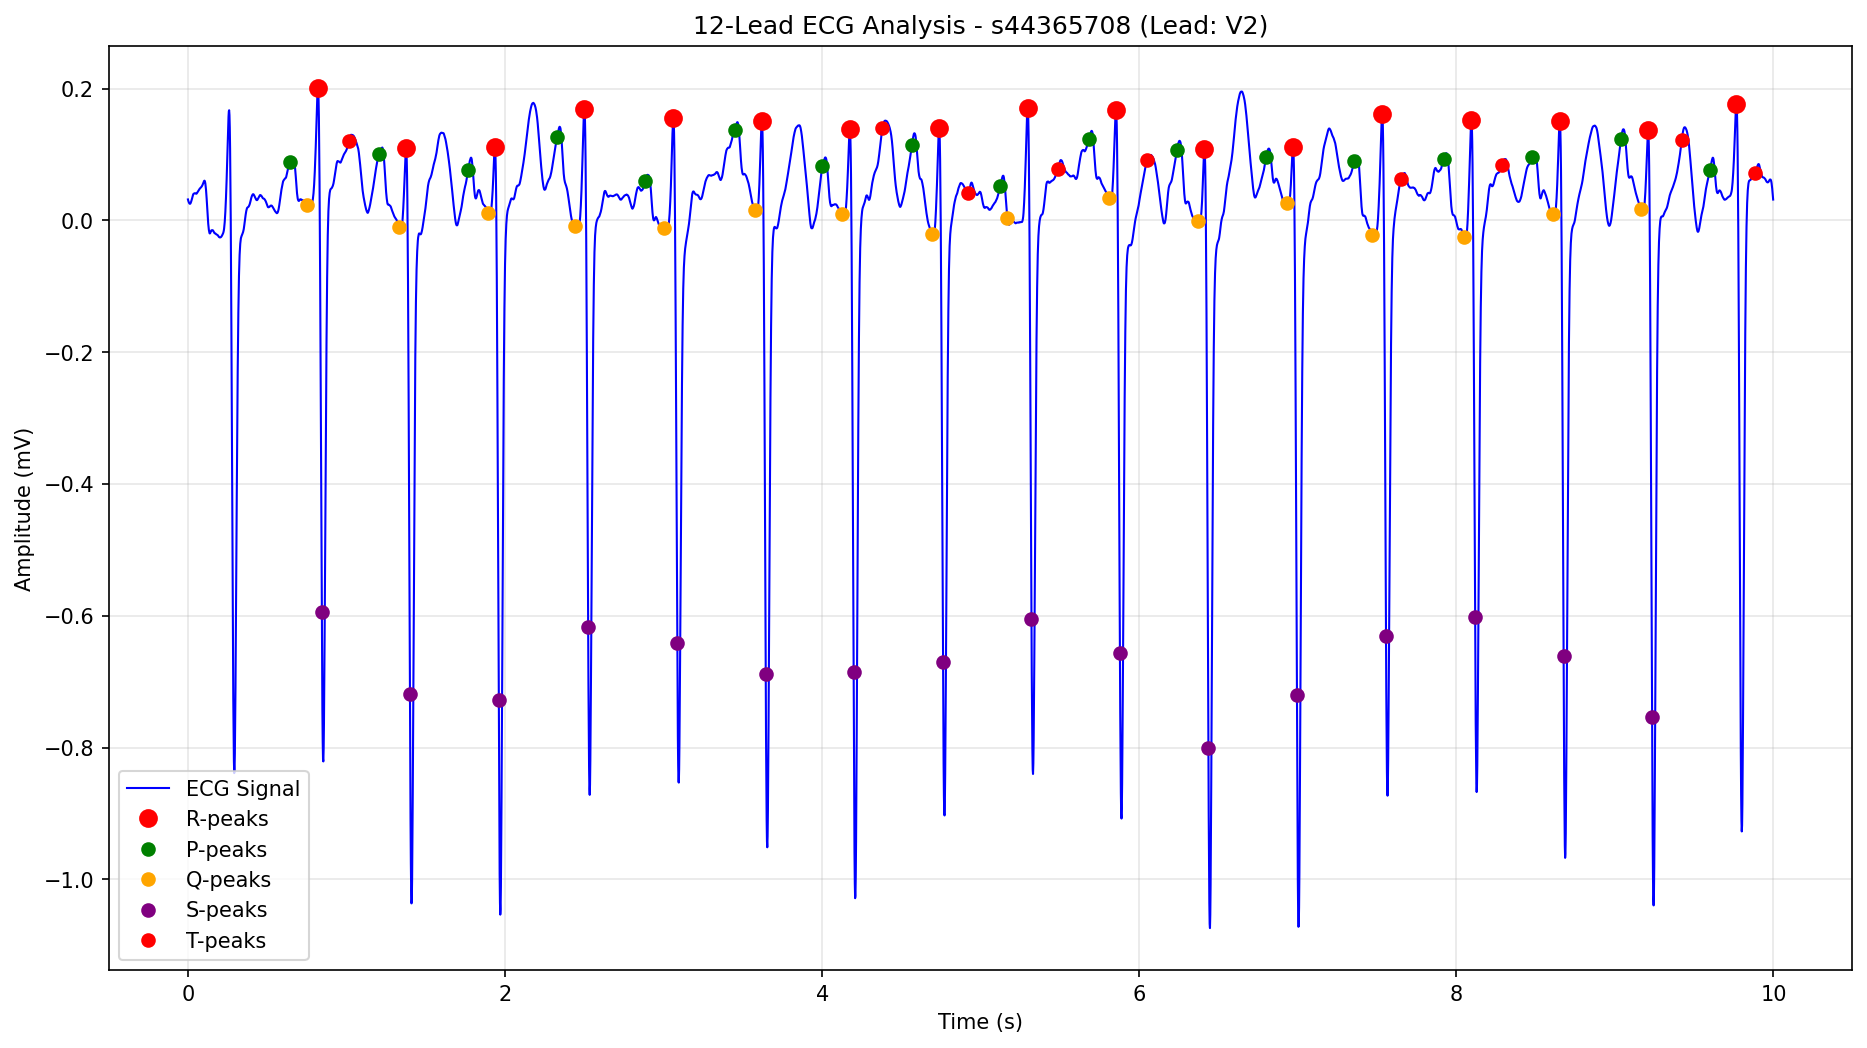 12-Lead ECG Analysis - s44365708 (Lead: V2)
Amplitude (mV)
0.2
0.0
−0.2
−0.4
−0.6
−0.8
−1.0
ECG Signal
R-peaks
P-peaks
Q-peaks
S-peaks
T-peaks
0 2 4 6 8 10
Time (s)